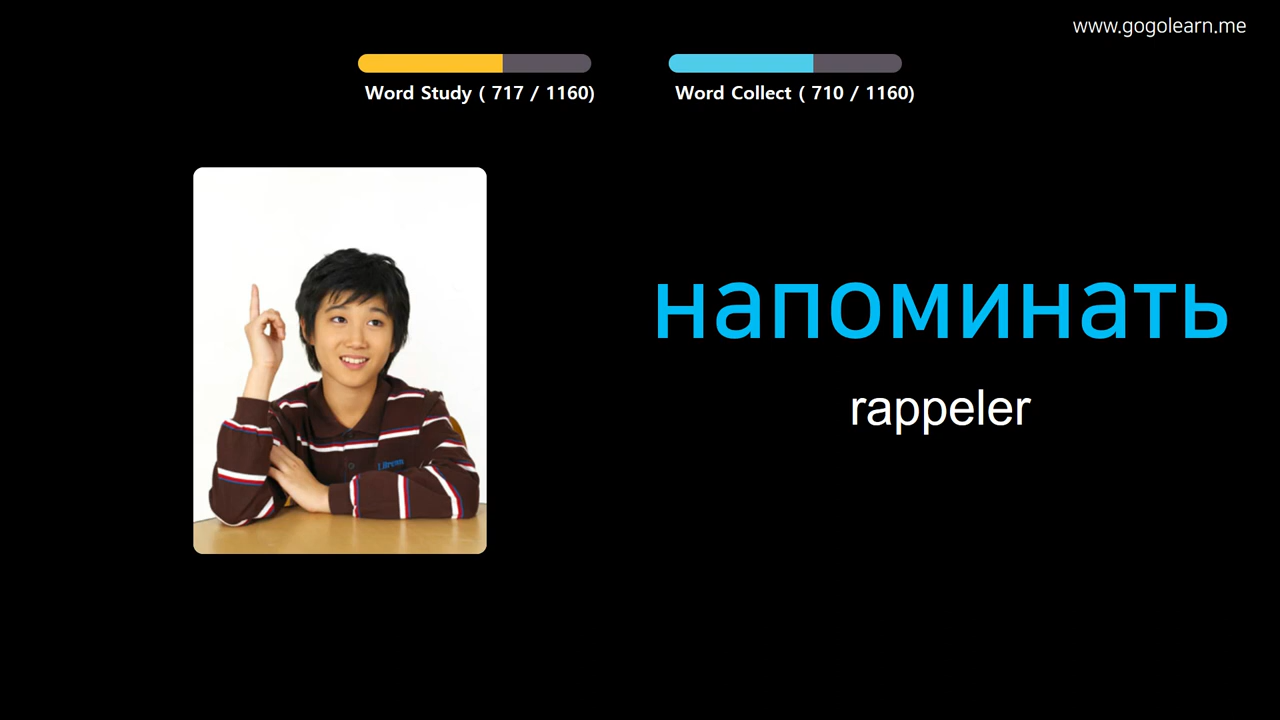 www.gogolearn.me
Word Study ( 717 / 1160)
Word Collect ( 710 / 1160)
напоминать
rappeler